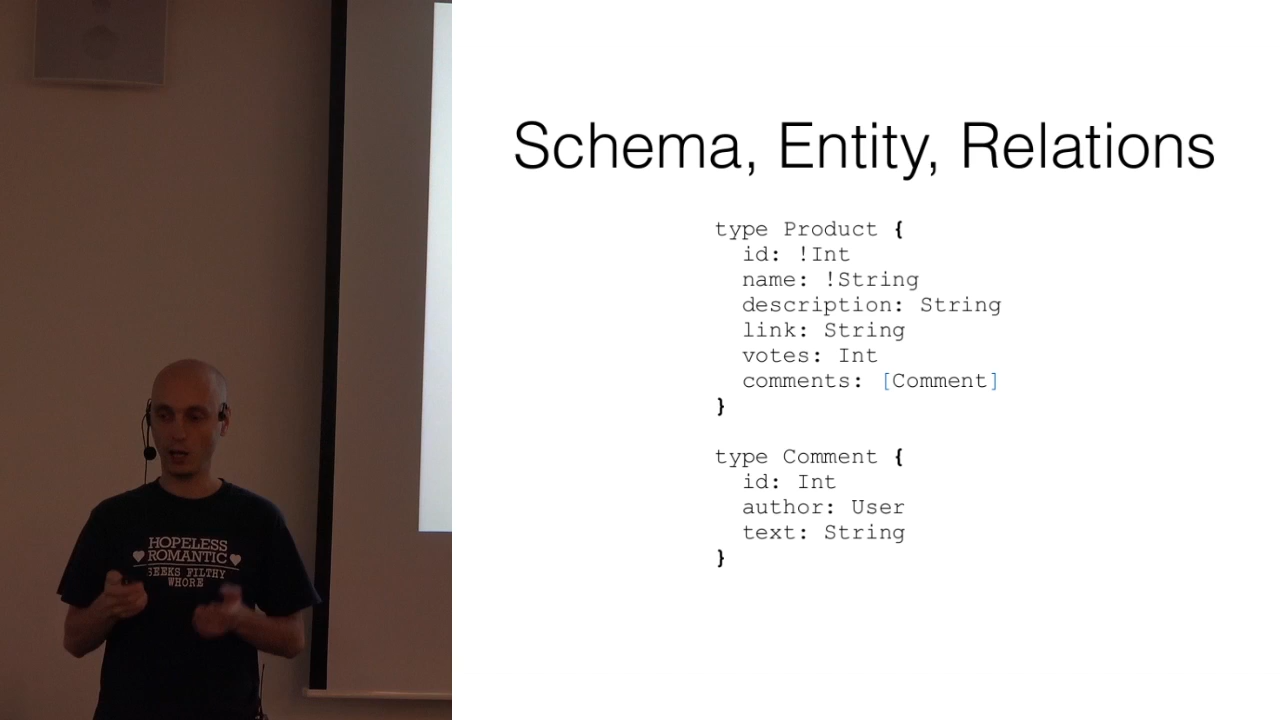 Schema, Entity, Relations
type Product {
id: !Int
name: !String
description: String
link: String
votes: Int
comments: [Comment]
}
type Comment {
id: Int
author: User
text: String
}
HOPELESS
ROMANTIC
SEEKS FILTHY
WHORE